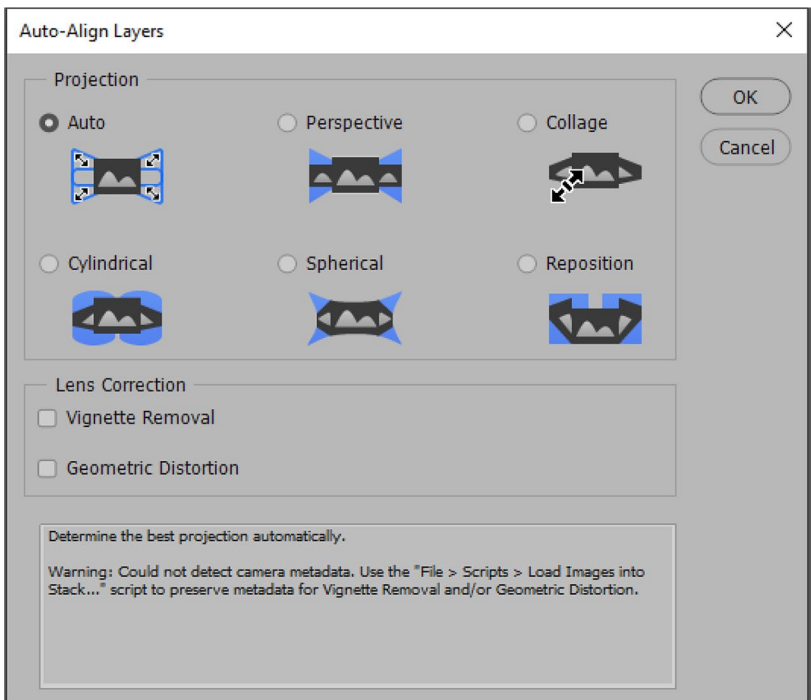 Auto-Align Layers
Projection
Auto
Perspective
Collage
Cylindrical
Spherical
Reposition
OK
Cancel
Lens Correction
Vignette Removal
Geometric Distortion
Determine the best projection automatically.
Warning: Could not detect camera metadata. Use the "File > Scripts > Load Images into
Stack..." script to preserve metadata for Vignette Removal and/or Geometric Distortion.